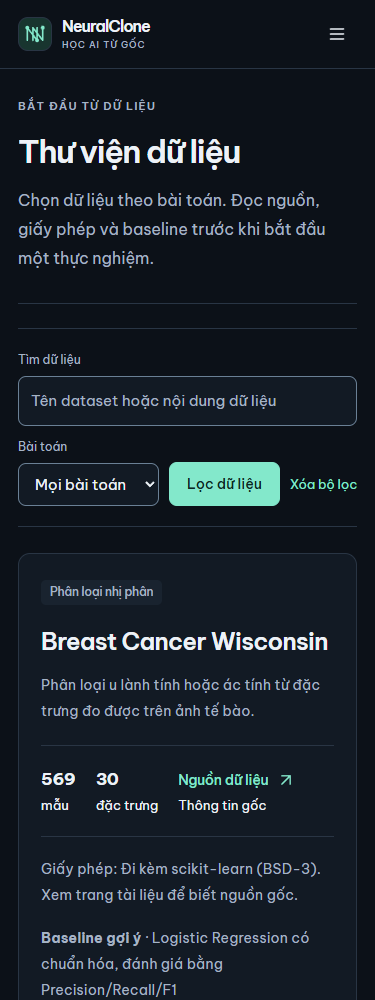 NeuralClone
HỌC AI TỪ GỐC
BẮT ĐẦU TỪ DỮ LIỆU
Thư viện dữ liệu
Chọn dữ liệu theo bài toán. Đọc nguồn,
giấy phép và baseline trước khi bắt đầu
một thực nghiệm.
Tìm dữ liệu
Tên dataset hoặc nội dung dữ liệu
Bài toán
Mọi bài toán
Lọc dữ liệu
Xóa bộ lọc
Phân loại nhị phân
Breast Cancer Wisconsin
Phân loại u lành tính hoặc ác tính từ đặc
trưng đo được trên ảnh tế bào.
569
mẫu
30
đặc trưng
Nguồn dữ liệu
Thông tin gốc
Giấy phép: Đi kèm scikit-learn (BSD-3).
Xem trang tài liệu để biết nguồn gốc.
Baseline gợi ý · Logistic Regression có
chuẩn hóa, đánh giá bằng
Precision/Recall/F1